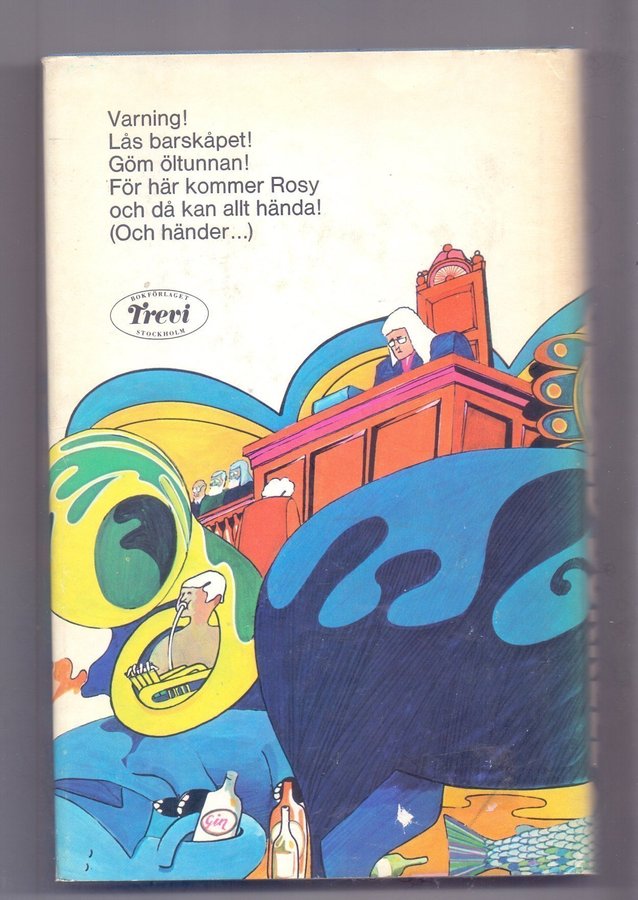 Varning!
Lås barskåpet!
Göm öltunnan!
För här kommer Rosy
och då kan allt hända!
(Och händer...)
BOKFÖRLAGET
Trevi
STOCKHOLM
Gin